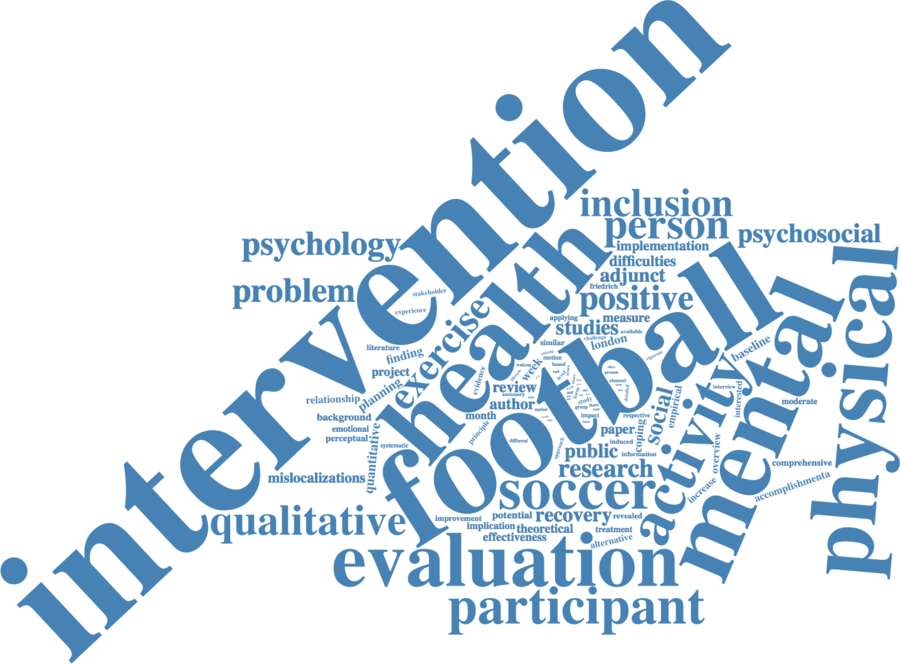 intervention
inclusion
person
psychosocial
psychology
implementation
health
football
physical
mental
difficulties
adjunct
friedrich
problem
stakeholder
positive
experience
exercise
applying
measure
studies
challenge
available
london
similar
baseline
literature
finding
project
planning
evidence
week
motion
found
vigorous
review
summary
activity
interview
interested
relationship
author
study
group
social
empirical
moderate
background
month
impact
respective
emotional
perceptual
principle
paper
coping
quantitative
systematic
different
approach
induced
public
information
overview
research
comprehensive
mislocalizations
soccer
increase
accomplishmenta
qualitative
improvement
potential
recovery
revealed
implication
theoretical
treatment
effectiveness
alternative
evaluation
participant